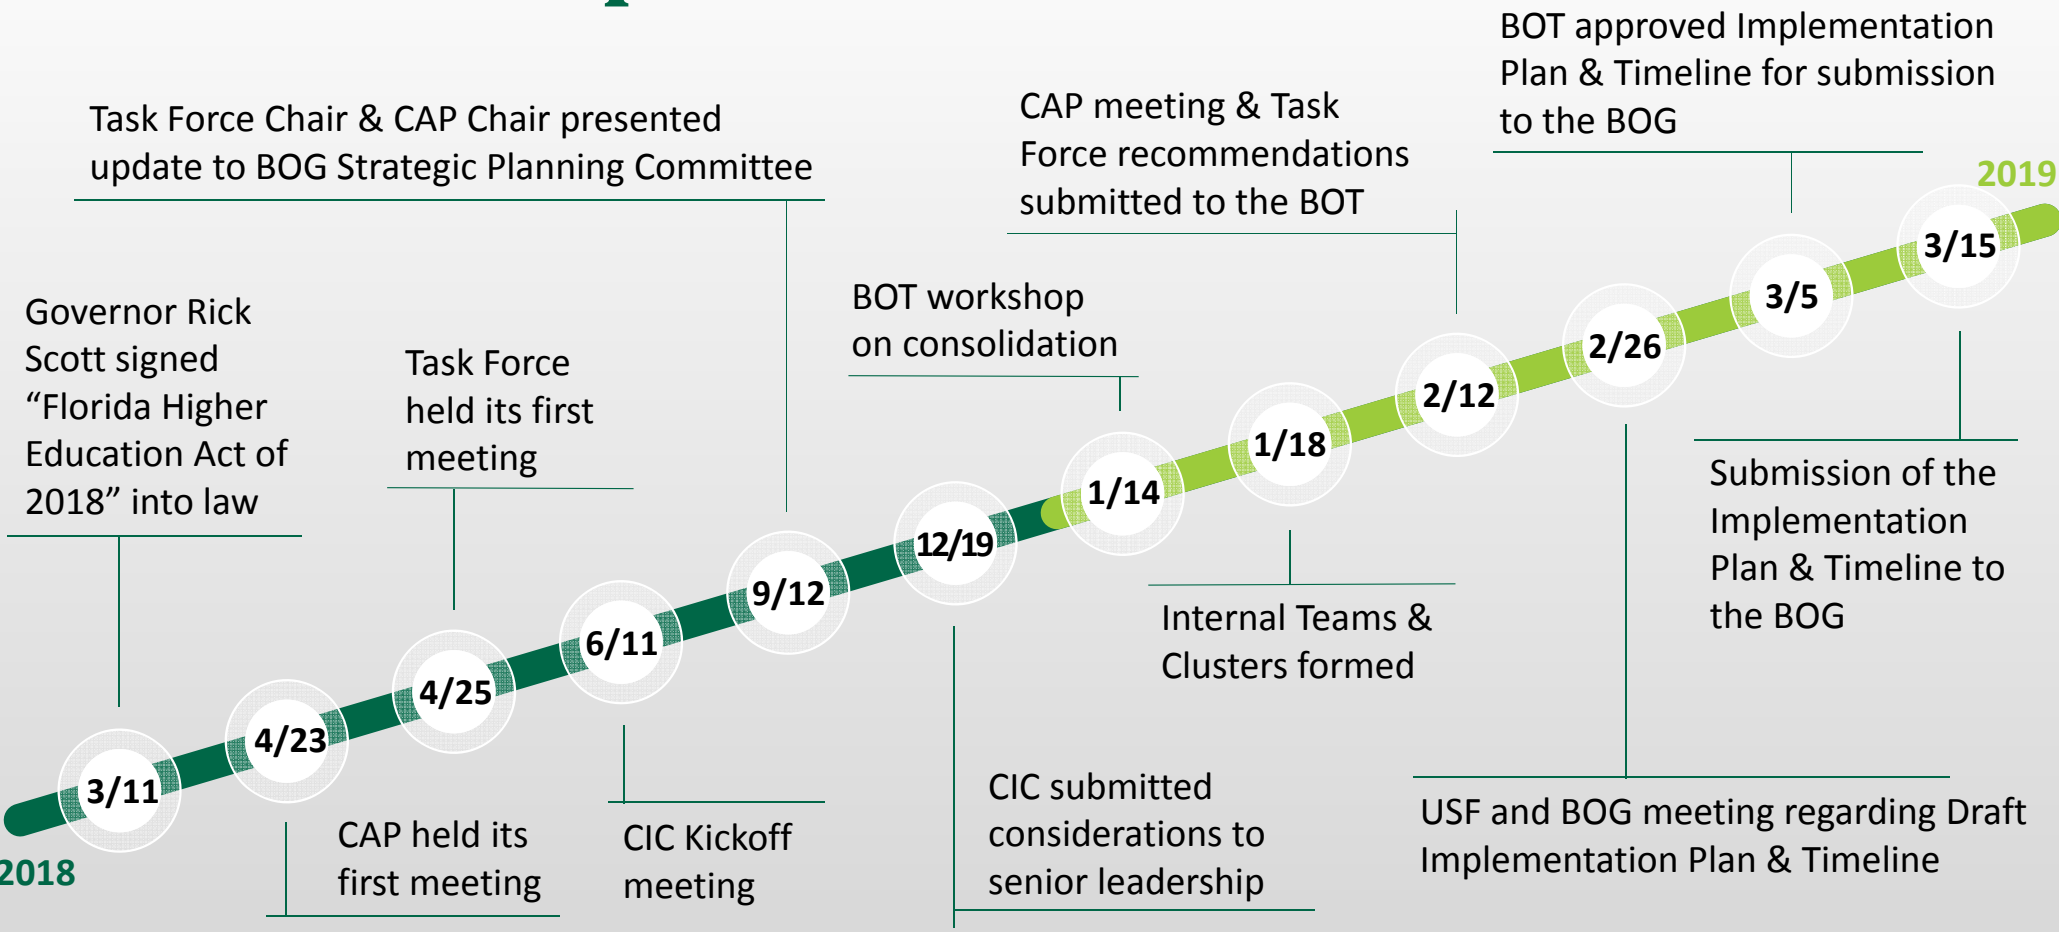 BOT approved Implementation
Plan & Timeline for submission
to the BOG
Task Force Chair & CAP Chair presented
update to BOG Strategic Planning Committee
CAP meeting & Task
Force recommendations
submitted to the BOT
2019
Governor Rick
Scott signed
“Florida Higher
Education Act of
2018” into law
Task Force
held its first
meeting
BOT workshop
on consolidation
3/11
4/23
4/25
6/11
9/12
12/19
1/14
1/18
2/12
2/26
3/5
3/15
2018
CAP held its
first meeting
CIC Kickoff
meeting
CIC submitted
considerations to
senior leadership
Internal Teams &
Clusters formed
USF and BOG meeting regarding Draft
Implementation Plan & Timeline
Submission of the
Implementation
Plan & Timeline to
the BOG